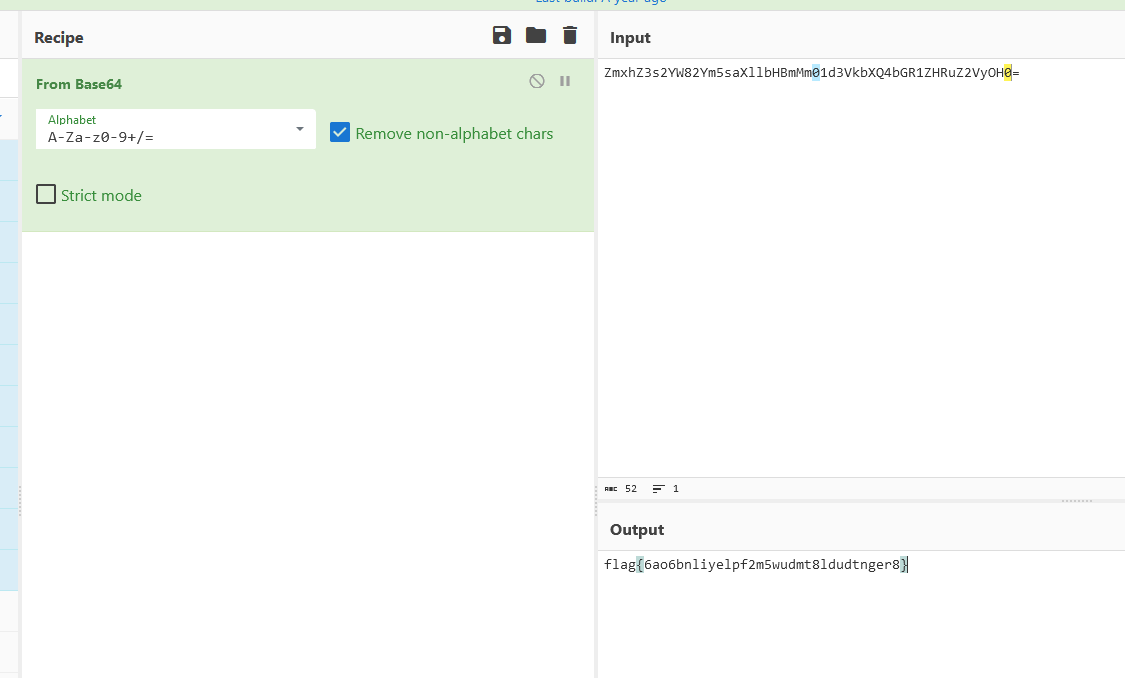 Last build: A year ago
Recipe
From Base64
Alphabet
A-Za-z0-9+/=
Remove non-alphabet chars
Strict mode
Input
ZmxhZ3s2YW82Ym5saXllbHBmMm01d3VkbXQ4bGR1ZHRuZ2VyOH0=
ABC 52 1
Output
flag{6ao6bnliyelpf2m5wudmt8ldudtnger8}